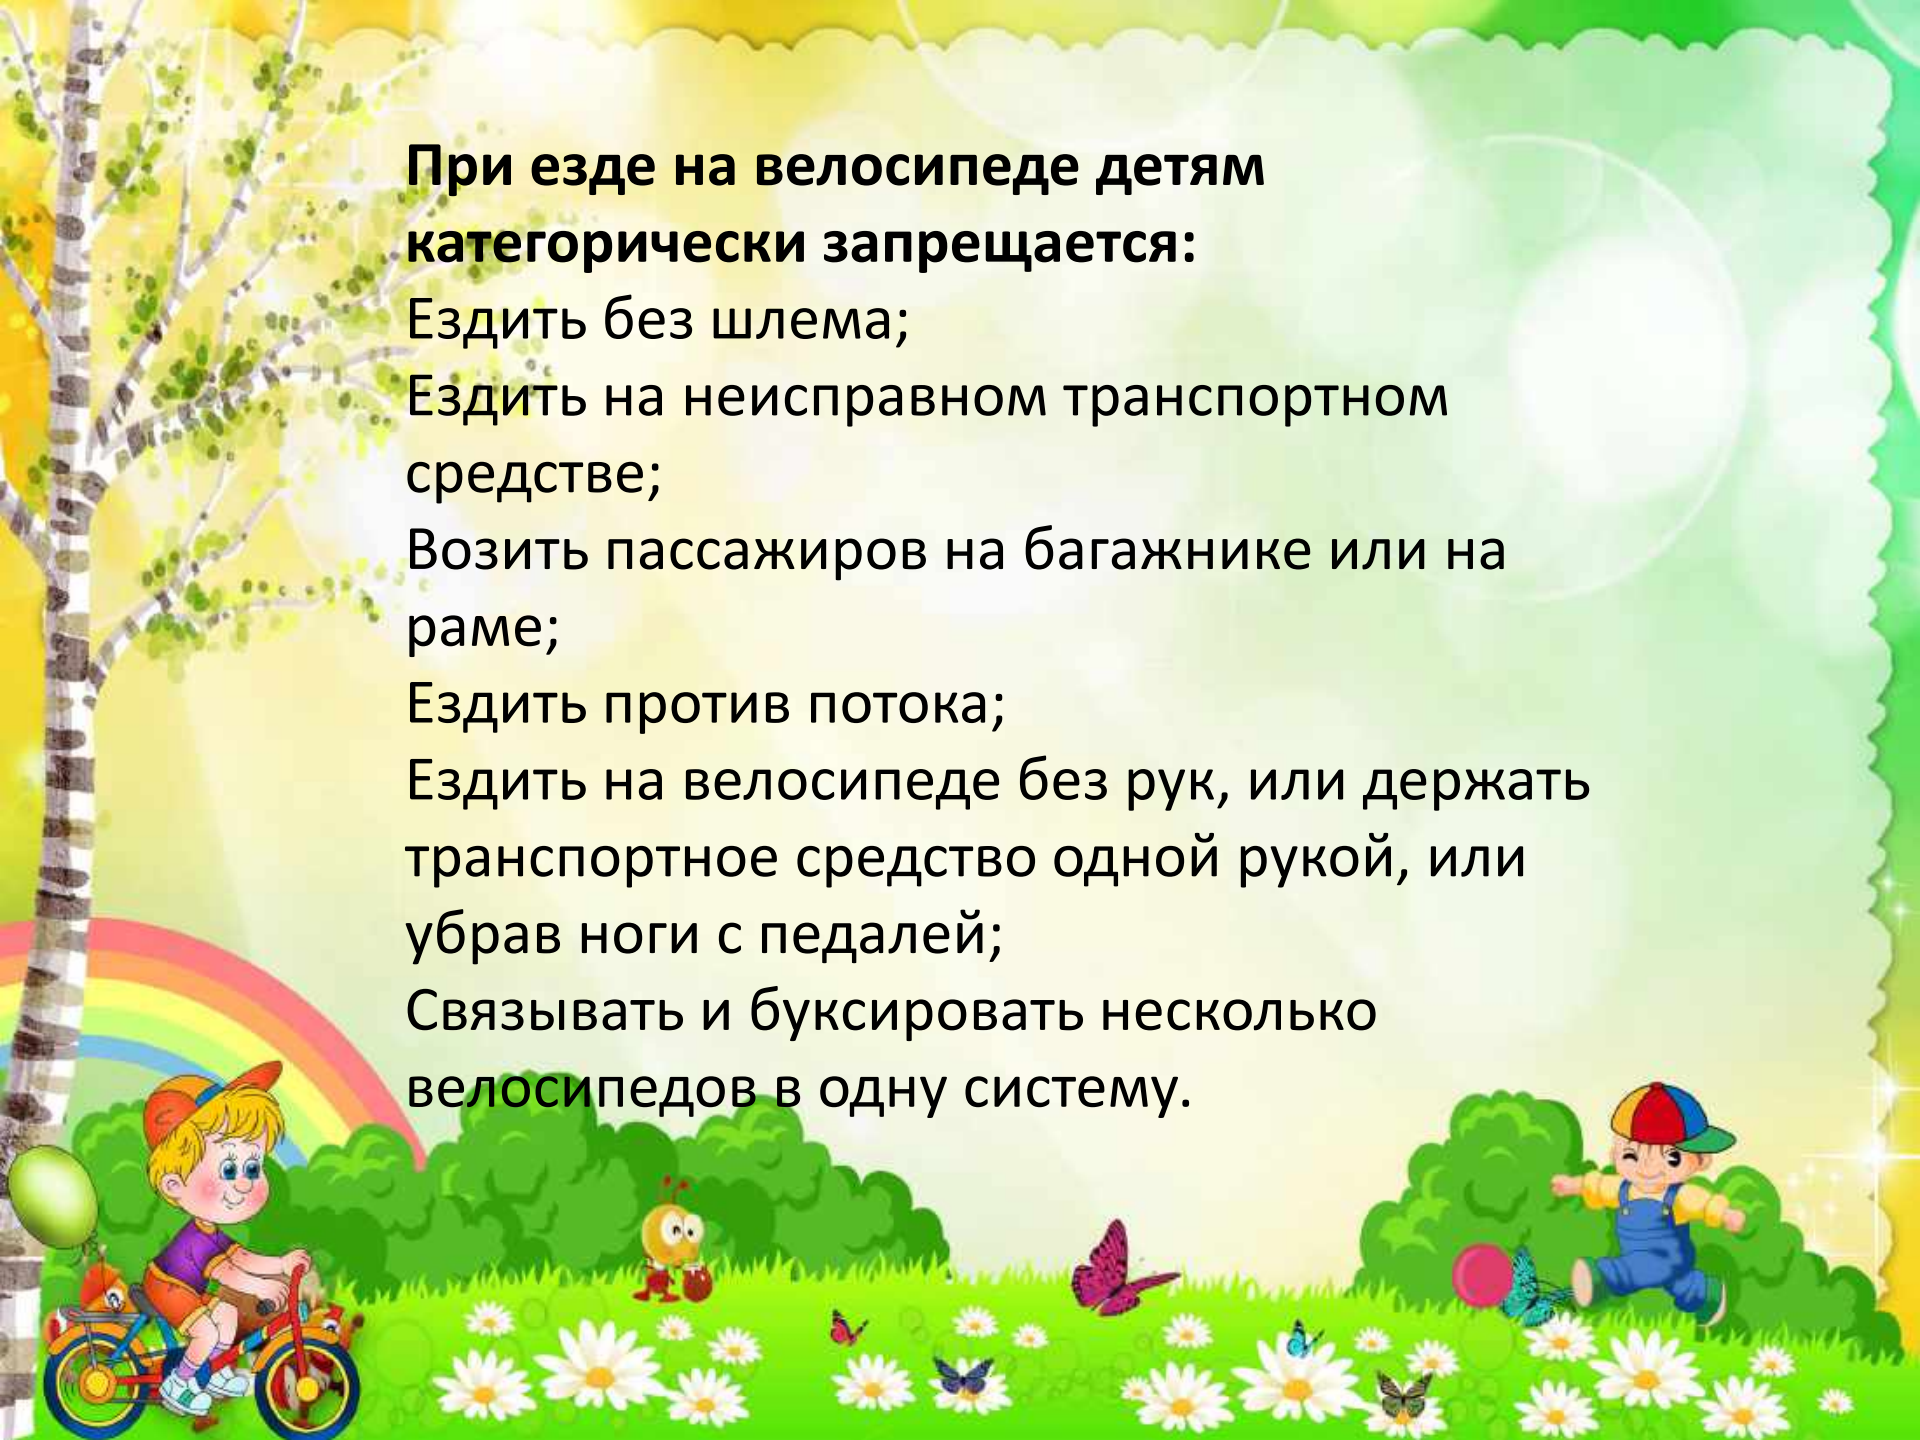 При езде на велосипеде детям
категорически запрещается:
Ездить без шлема;
Ездить на неисправном транспортном
средстве;
Возить пассажиров на багажнике или на
раме;
Ездить против потока;
Ездить на велосипеде без рук, или держать
транспортное средство одной рукой, или
убрав ноги с педалей;
Связывать и буксировать несколько
велосипедов в одну систему.